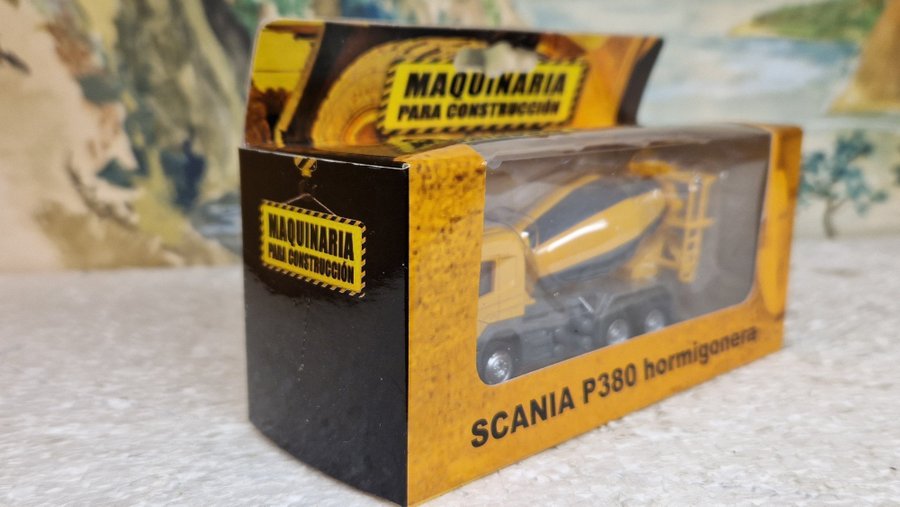 MAQUINARIA
PARA CONSTRUCCIÓN
MAQUINARIA
PARA CONSTRUCCIÓN
SCANIA P380 hormigonera